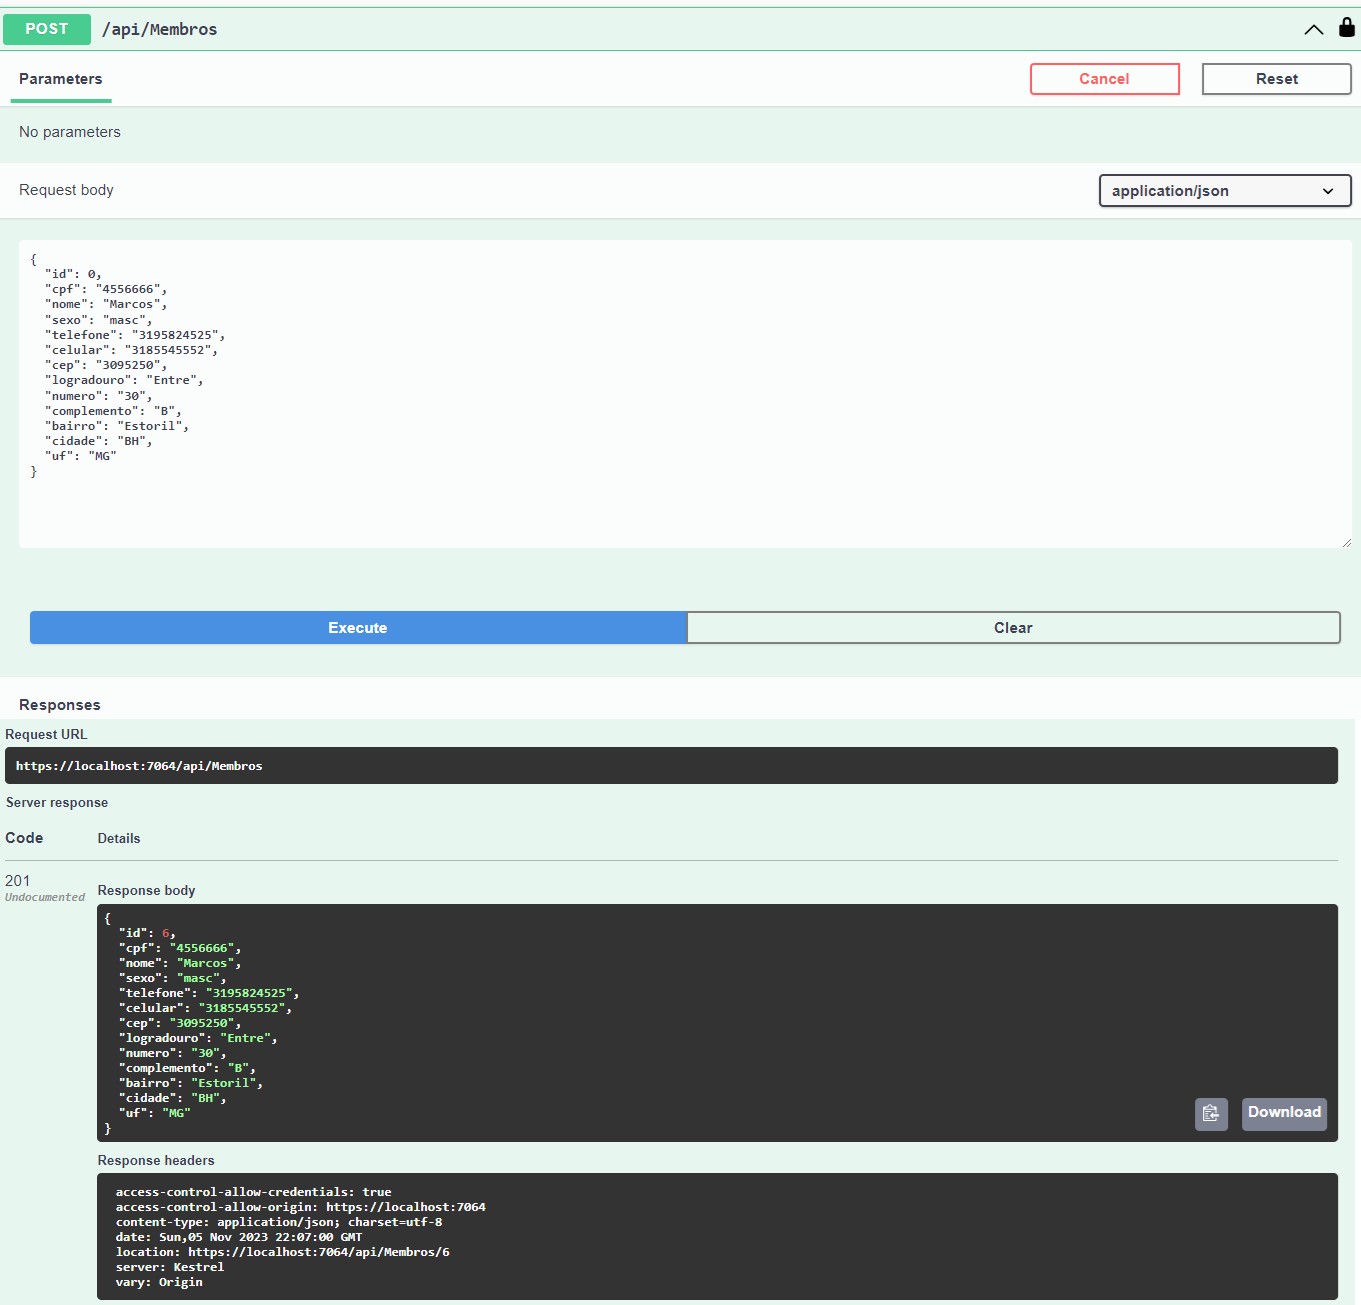 POST /api/Membros
Parameters
Cancel
Reset
No parameters
Request body
application/json
{
  "id": 0,
  "cpf": "4556666",
  "nome": "Marcos",
  "sexo": "masc",
  "telefone": "3195824525",
  "celular": "3185545552",
  "cep": "3095250",
  "logradouro": "Entre",
  "numero": "30",
  "complemento": "B",
  "bairro": "Estoril",
  "cidade": "BH",
  "uf": "MG"
}
Execute
Clear
Responses
Request URL
https://localhost:7064/api/Membros
Server response
Code Details
201
Undocumented
Response body
{
  "id": 6,
  "cpf": "4556666",
  "nome": "Marcos",
  "sexo": "masc",
  "telefone": "3195824525",
  "celular": "3185545552",
  "cep": "3095250",
  "logradouro": "Entre",
  "numero": "30",
  "complemento": "B",
  "bairro": "Estoril",
  "cidade": "BH",
  "uf": "MG"
}
Download
Response headers
access-control-allow-credentials: true
access-control-allow-origin: https://localhost:7064
content-type: application/json; charset=utf-8
date: Sun,05 Nov 2023 22:07:00 GMT
location: https://localhost:7064/api/Membros/6
server: Kestrel
vary: Origin